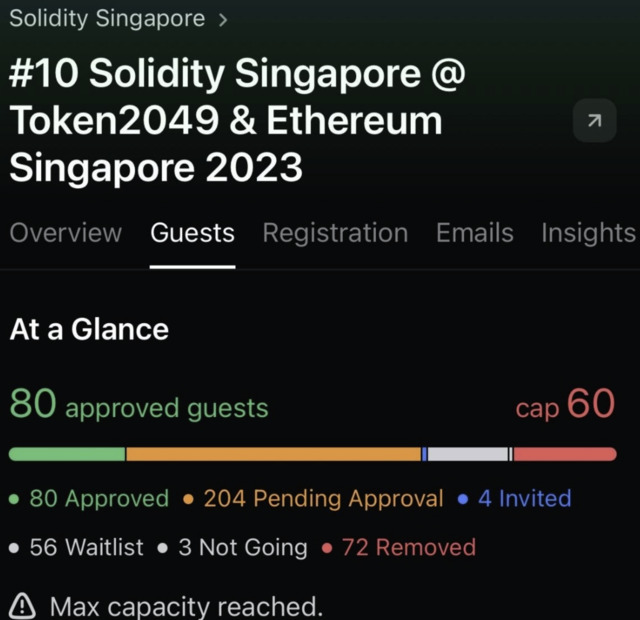 Solidity Singapore >
#10 Solidity Singapore @
Token2049 & Ethereum
Singapore 2023
Overview Guests Registration Emails Insights
At a Glance
80 approved guests cap 60
80 Approved 204 Pending Approval 4 Invited
56 Waitlist 3 Not Going 72 Removed
Max capacity reached.